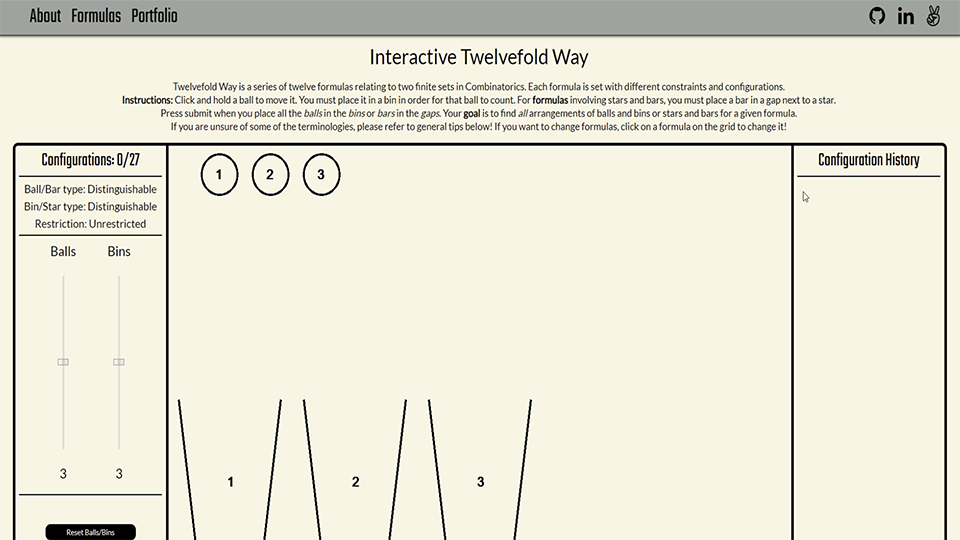 About Formulas Portfolio
Interactive Twelvefold Way
Twelvefold Way is a series of twelve formulas relating to two finite sets in Combinatorics. Each formula is set with different constraints and configurations.
Instructions: Click and hold a ball to move it. You must place it in a bin in order for that ball to count. For formulas involving stars and bars, you must place a bar in a gap next to a star.
Press submit when you place all the balls in the bins or bars in the gaps. Your goal is to find all arrangements of balls and bins or stars and bars for a given formula.
If you are unsure of some of the terminologies, please refer to general tips below! If you want to change formulas, click on a formula on the grid to change it!
Configurations: 0/27
Ball/Bar type: Distinguishable
Bin/Star type: Distinguishable
Restriction: Unrestricted
Balls Bins
3 3
Reset Balls/Bins
1 2 3
1 2 3
Configuration History